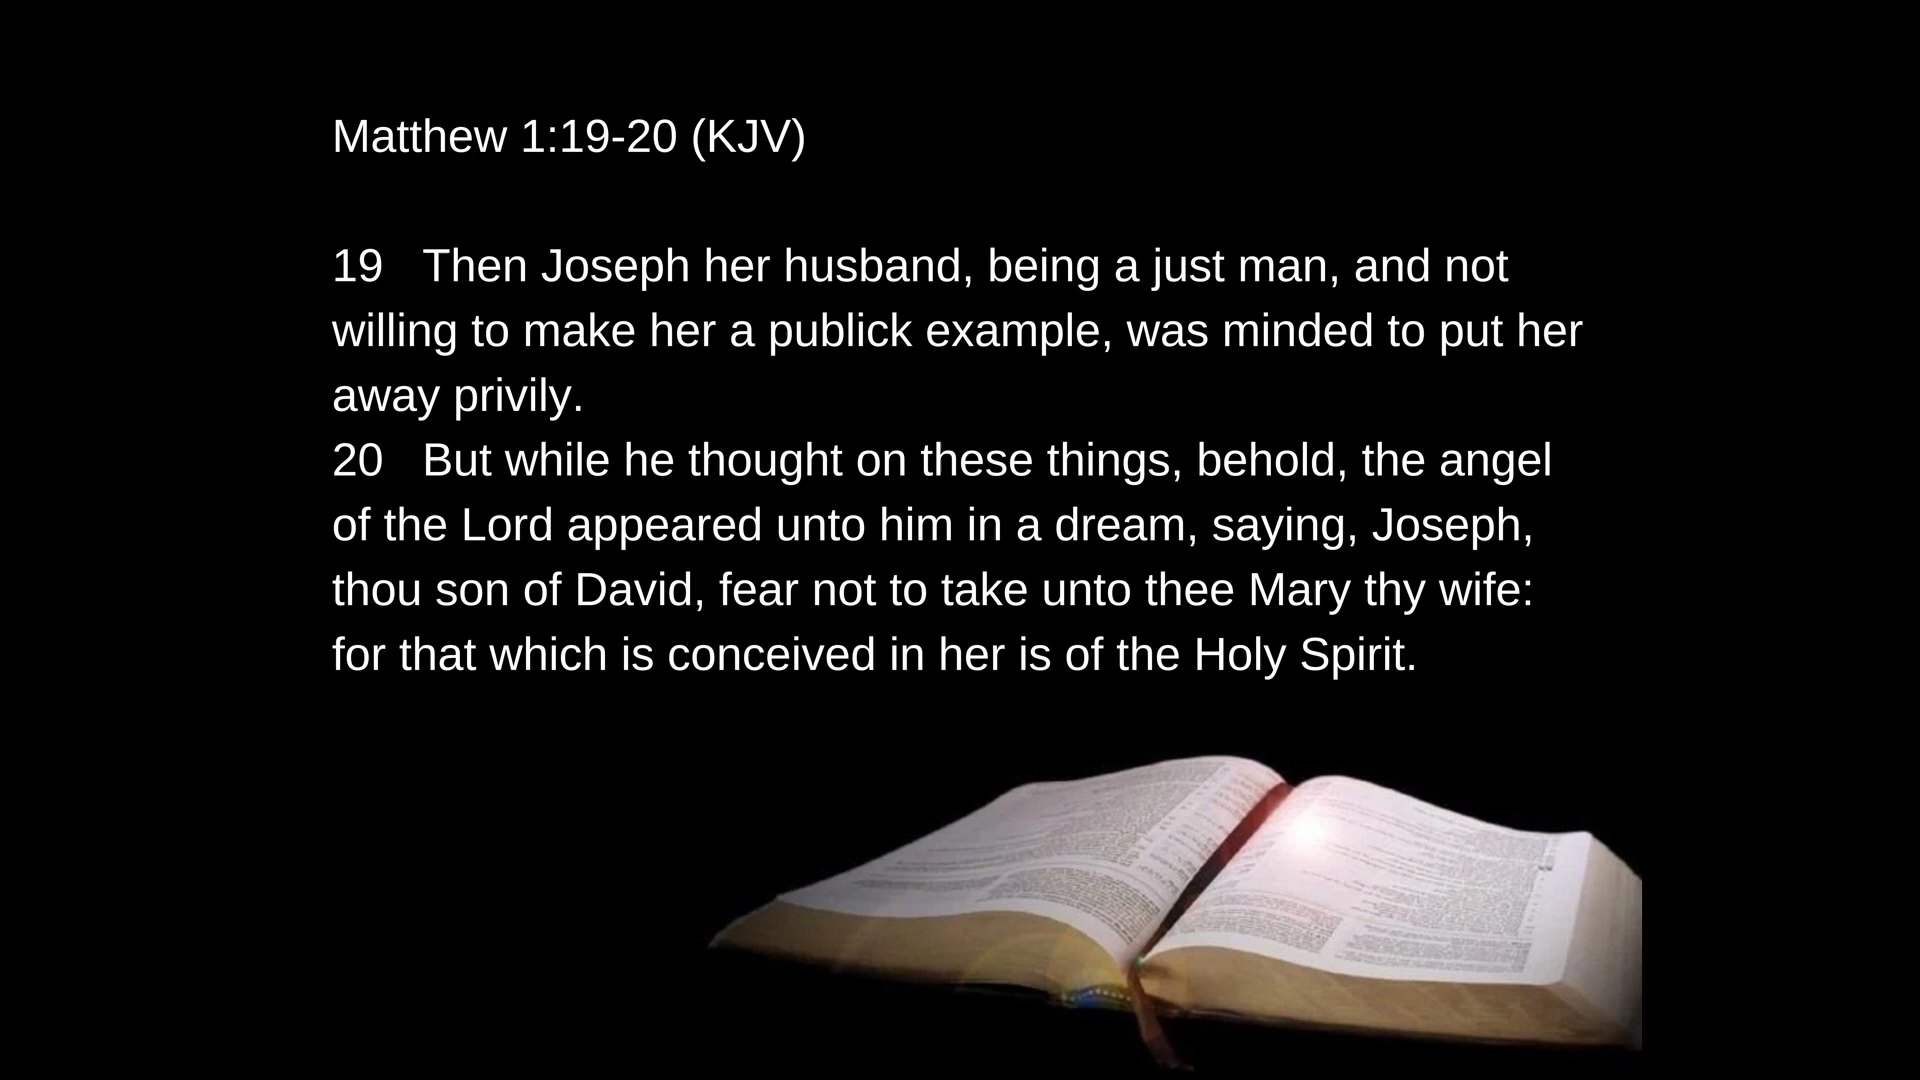 Matthew 1:19-20 (KJV)
19 Then Joseph her husband, being a just man, and not
willing to make her a publick example, was minded to put her
away privily.
20 But while he thought on these things, behold, the angel
of the Lord appeared unto him in a dream, saying, Joseph,
thou son of David, fear not to take unto thee Mary thy wife:
for that which is conceived in her is of the Holy Spirit.